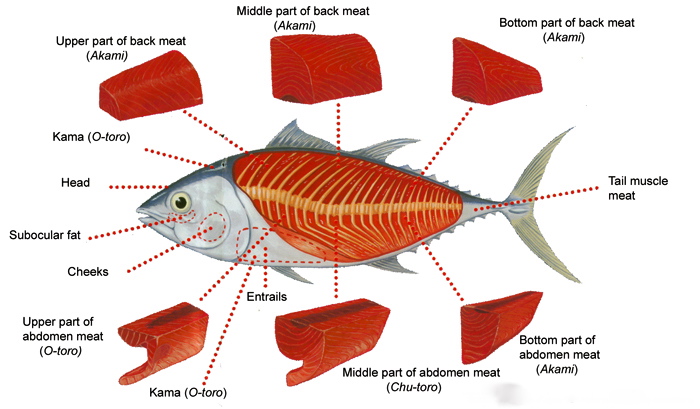 Middle part of back meat
(Akami)
Upper part of back meat
(Akami)
Bottom part of back meat
(Akami)
Kama (O-toro)
Head
Tail muscle
meat
Subocular fat
Cheeks
Entrails
Upper part of
abdomen meat
(O-toro)
Bottom part of
abdomen meat
(Akami)
Middle part of abdomen meat
(Chu-toro)
Kama (O-toro)